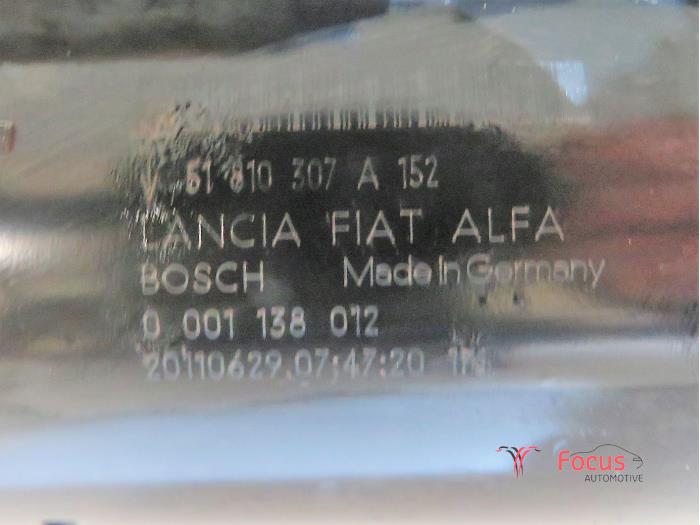 51 810 307 A 152
LANCIA FIAT ALFA
BOSCH Made In Germany
0 001 138 012
20110629 07:47:20
Focus
AUTOMOTIVE